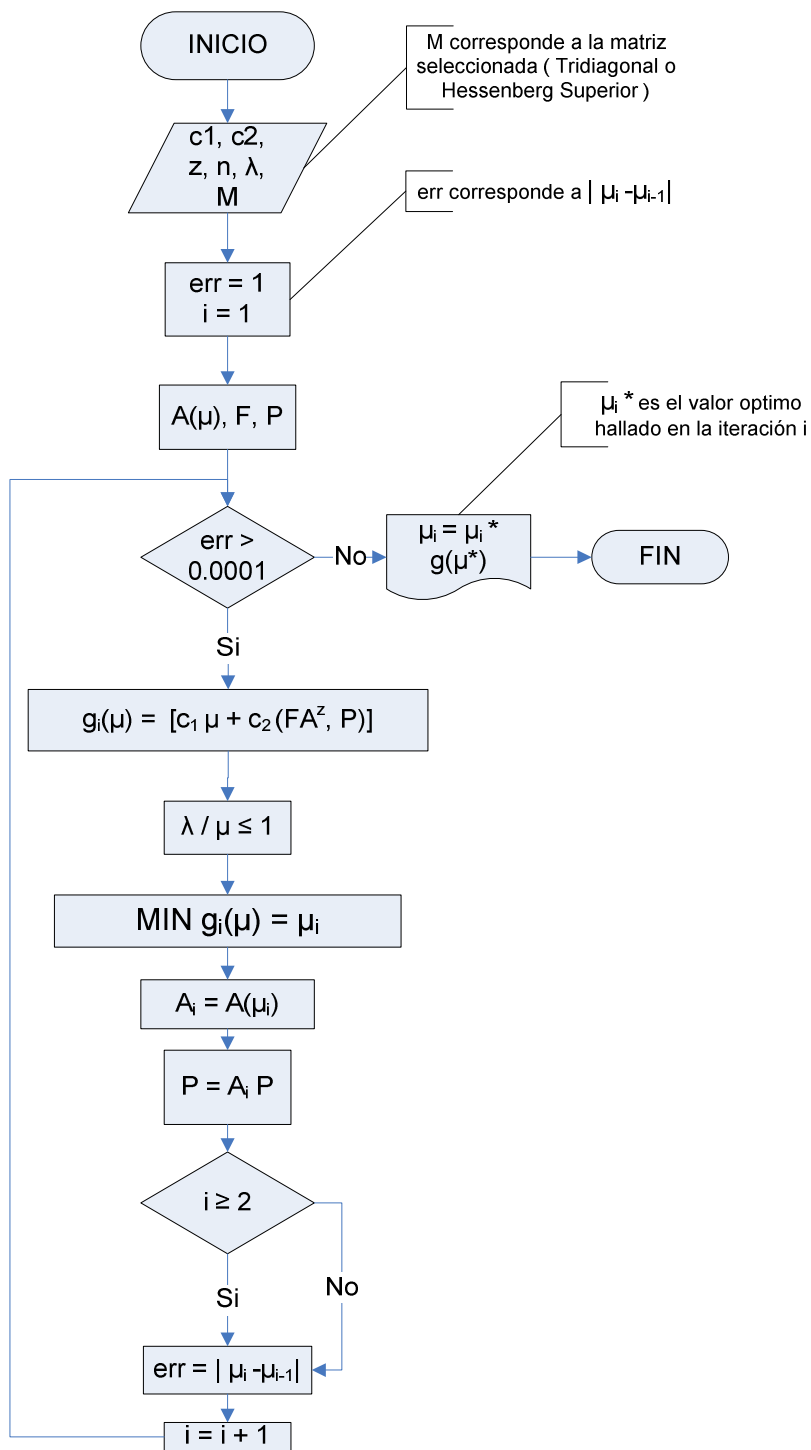 INICIO
M corresponde a la matriz
seleccionada ( Tridiagonal o
Hessenberg Superior )
c1, c2,
z, n, λ,
M
err corresponde a | μi -μi-1|
err = 1
i = 1
A(μ), F, P
μi * es el valor optimo
hallado en la iteración i
err >
0.0001
No
μi = μi *
g(μ*)
FIN
Si
gi(μ) = [c1 μ + c2 (FA^z, P)]
λ / μ ≤ 1
MIN gi(μ) = μi
Ai = A(μi)
P = Ai P
i ≥ 2
No
Si
err = | μi -μi-1|
i = i + 1